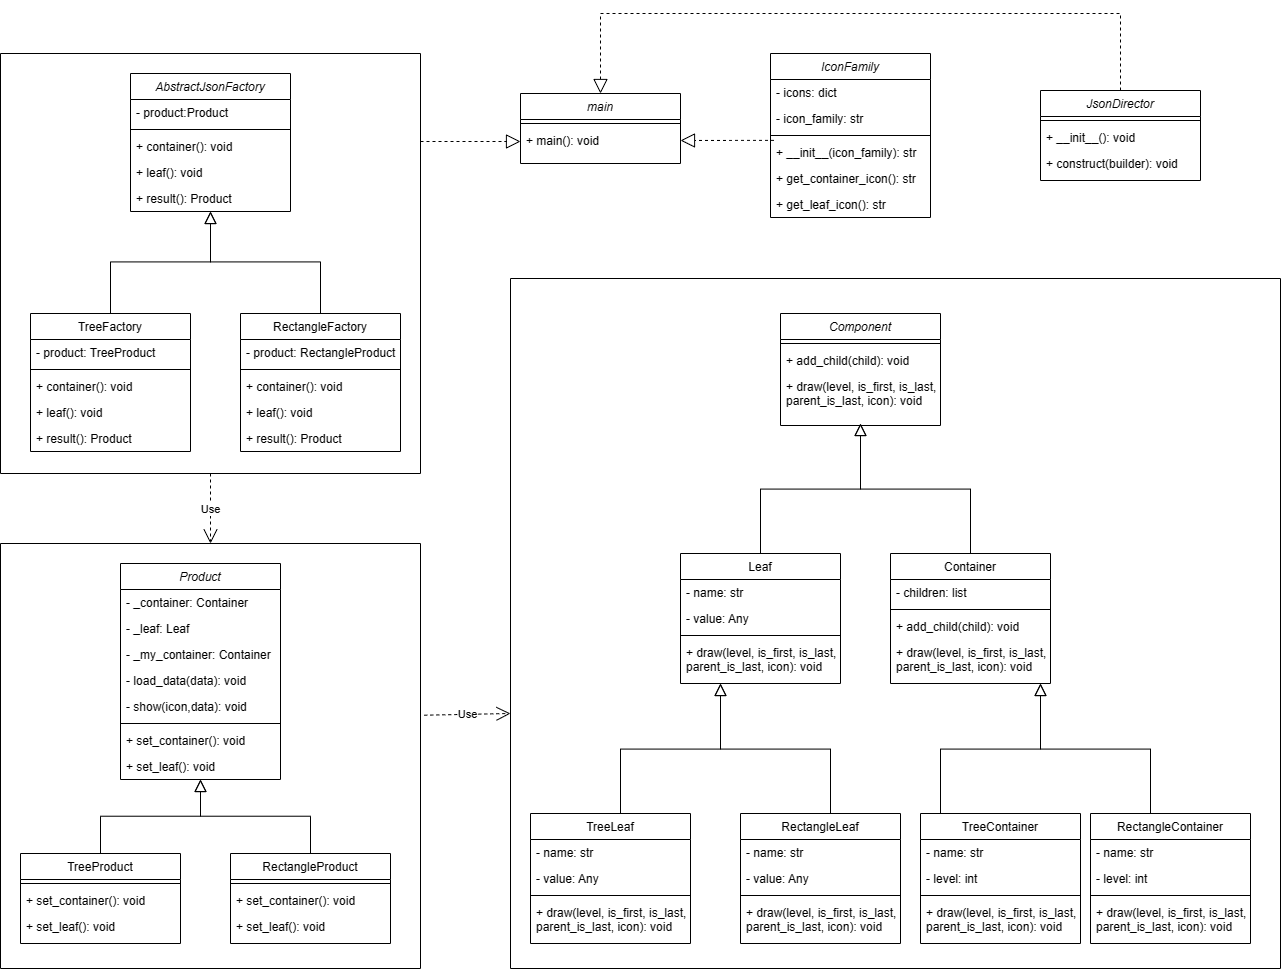 AbstractJsonFactory
- product:Product
+ container(): void
+ leaf(): void
+ result(): Product
main
+ main(): void
IconFamily
- icons: dict
- icon_family: str
+ __init__(icon_family): str
+ get_container_icon(): str
+ get_leaf_icon(): str
JsonDirector
+ __init__(): void
+ construct(builder): void
TreeFactory
- product: TreeProduct
+ container(): void
+ leaf(): void
+ result(): Product
RectangleFactory
- product: RectangleProduct
+ container(): void
+ leaf(): void
+ result(): Product
Use
Product
- _container: Container
- _leaf: Leaf
- _my_container: Container
- load_data(data): void
- show(icon,data): void
+ set_container(): void
+ set_leaf(): void
TreeProduct
+ set_container(): void
+ set_leaf(): void
RectangleProduct
+ set_container(): void
+ set_leaf(): void
Use
Component
+ add_child(child): void
+ draw(level, is_first, is_last,
parent_is_last, icon): void
Leaf
- name: str
- value: Any
+ draw(level, is_first, is_last,
parent_is_last, icon): void
Container
- children: list
+ add_child(child): void
+ draw(level, is_first, is_last,
parent_is_last, icon): void
TreeLeaf
- name: str
- value: Any
+ draw(level, is_first, is_last,
parent_is_last, icon): void
RectangleLeaf
- name: str
- value: Any
+ draw(level, is_first, is_last,
parent_is_last, icon): void
TreeContainer
- name: str
- level: int
+ draw(level, is_first, is_last,
parent_is_last, icon): void
RectangleContainer
- name: str
- level: int
+ draw(level, is_first, is_last,
parent_is_last, icon): void